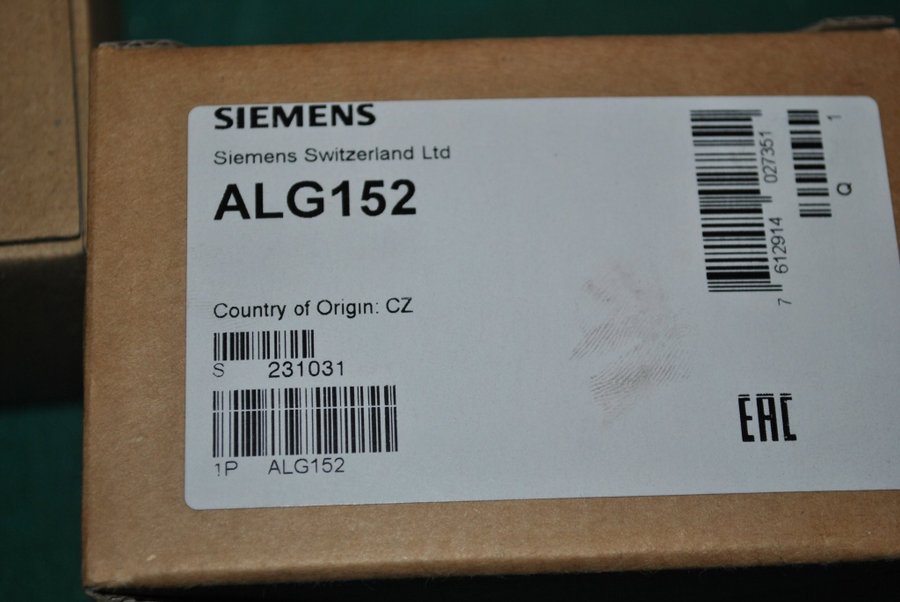 SIEMENS
Siemens Switzerland Ltd
ALG152
Country of Origin: CZ
S 231031
1P ALG152
7 612914 027351
Q 1
EAC